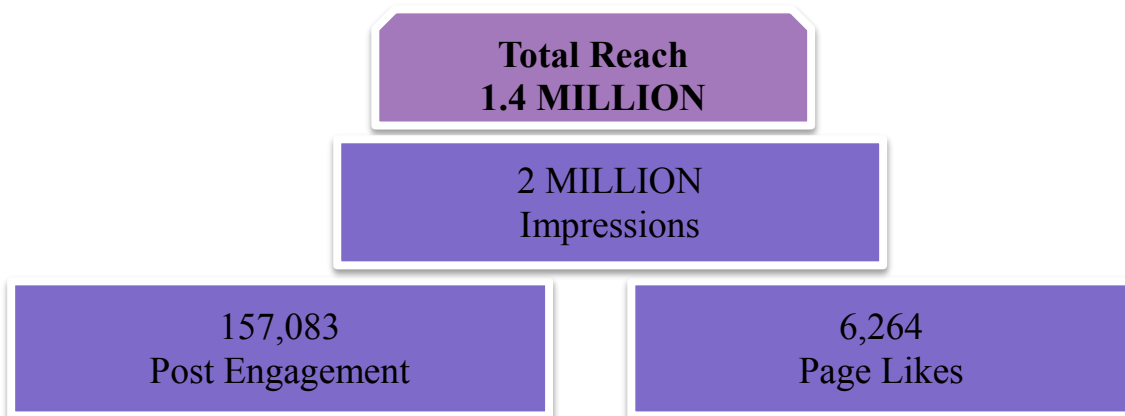 Total Reach
1.4 MILLION
2 MILLION
Impressions
157,083
Post Engagement
6,264
Page Likes